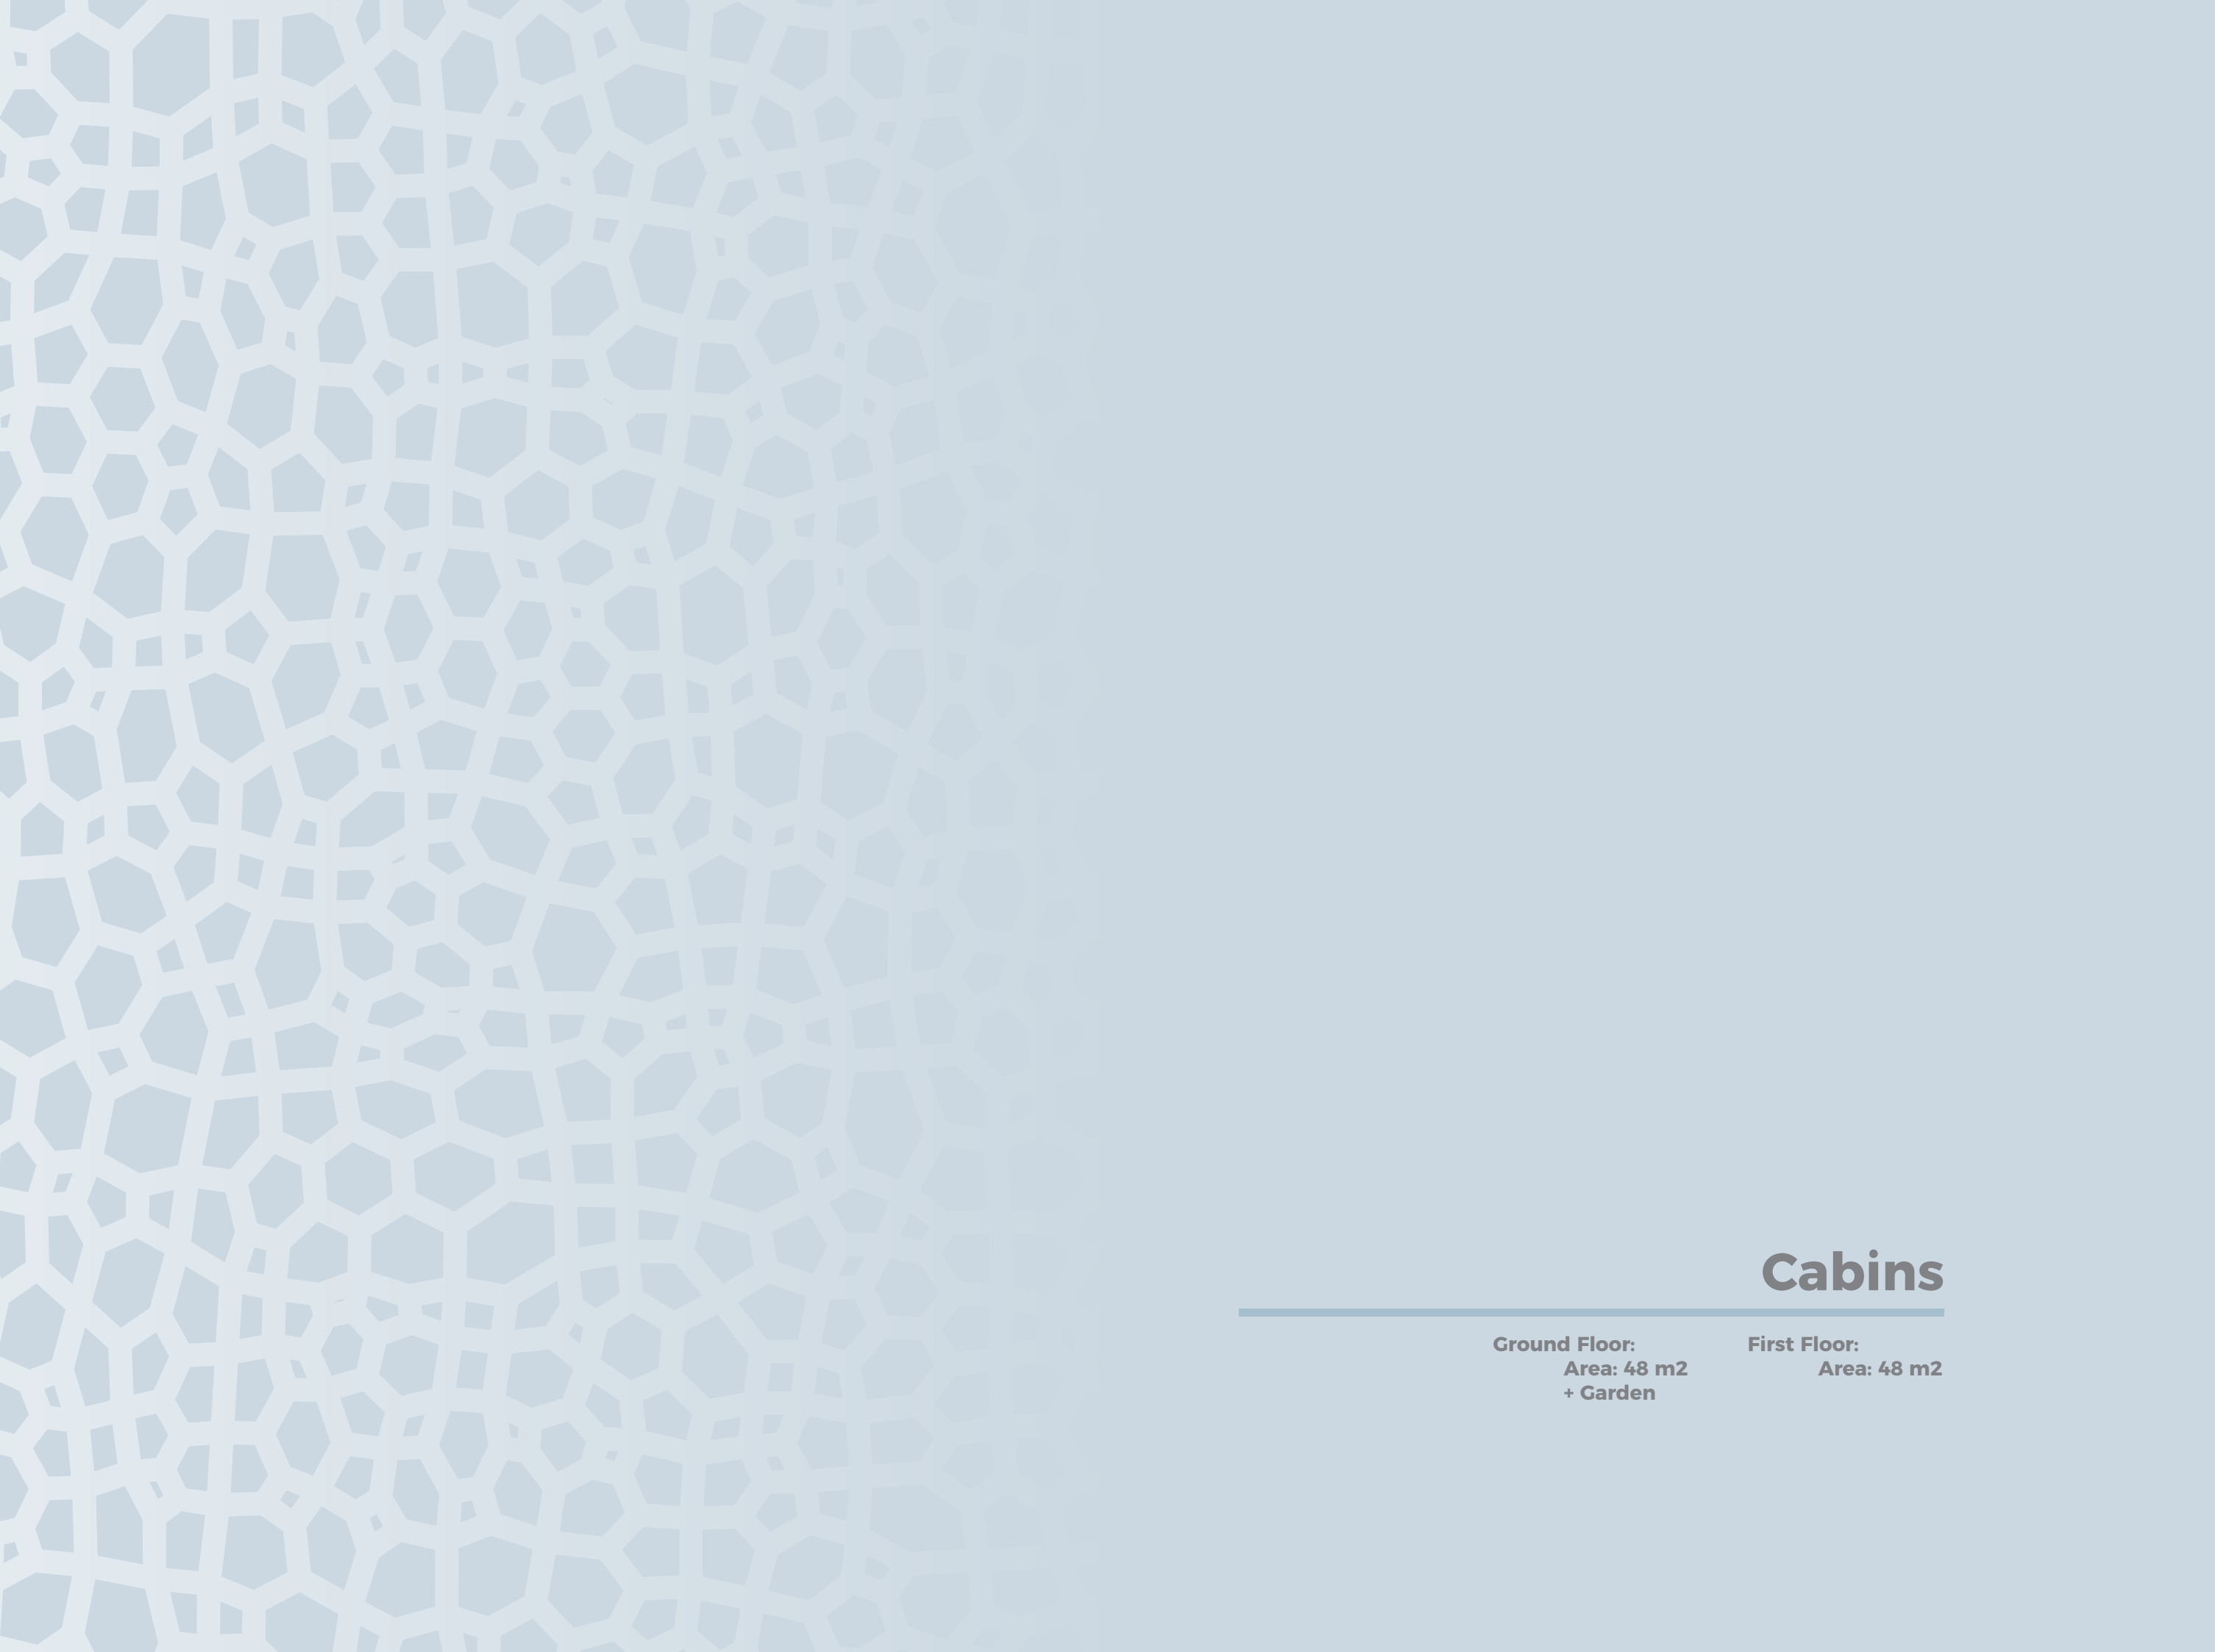 Cabins
Ground Floor:
Area: 48 m2
+ Garden
First Floor:
Area: 48 m2